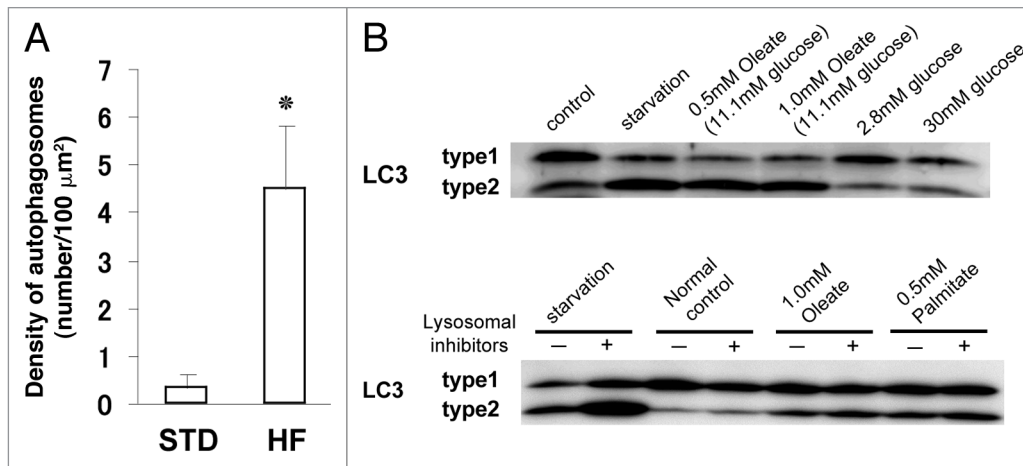 A
Density of autophagosomes
(number/100 μm²)
7
6
5
4
3
2
1
0
*
STD
HF
B
control
starvation
0.5mM Oleate
(11.1mM glucose)
1.0mM Oleate
(11.1mM glucose)
2.8mM glucose
30mM glucose
LC3
type1
type2
starvation
Normal
control
1.0mM
Oleate
0.5mM
Palmitate
Lysosomal
inhibitors
— + — + — + — +
LC3
type1
type2